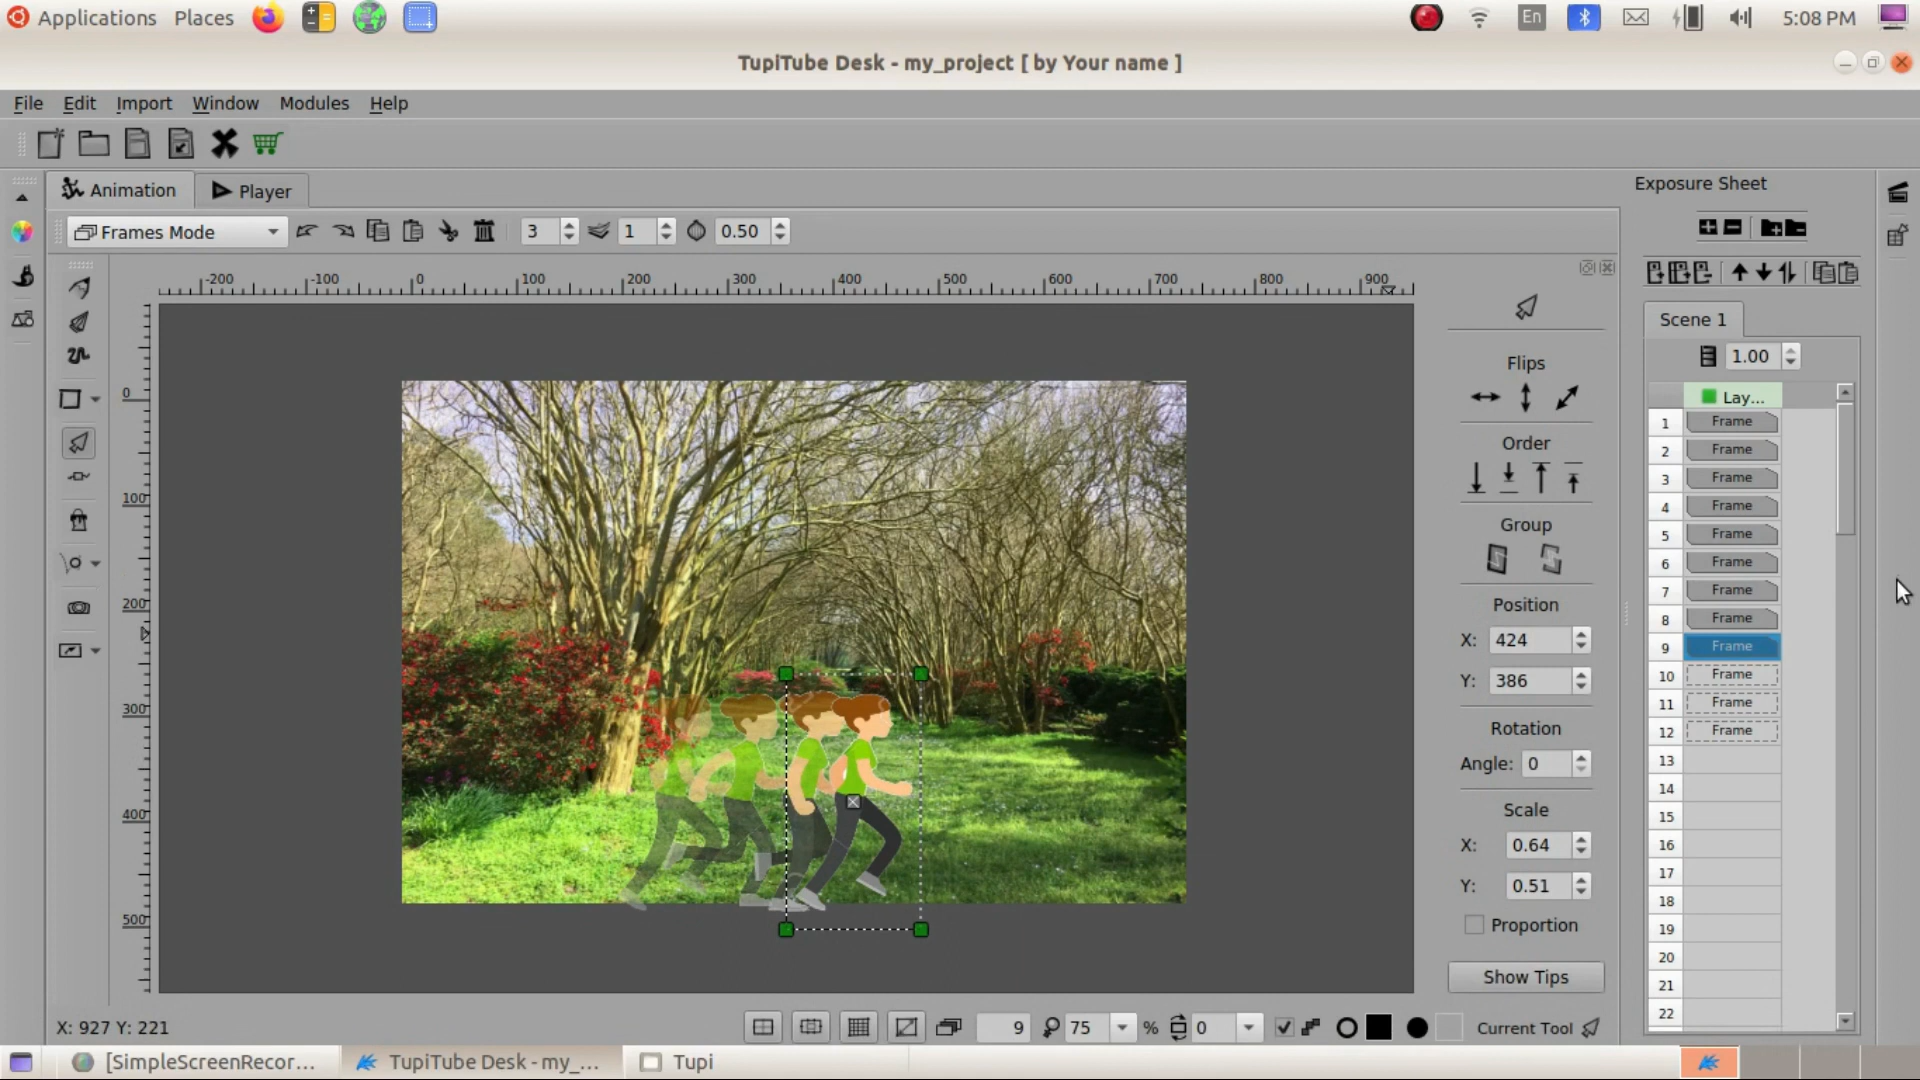 Applications Places En 5:08 PM
TupiTube Desk - my_project [ by Your name ]
File Edit Import Window Modules Help
Animation Player
Frames Mode 3 1 0.50
-200 -100 0 100 200 300 400 500 600 700 800 900
0
100
200
300
400
500
Flips
Order
Group
Position
X: 424
Y: 386
Rotation
Angle: 0
Scale
X: 0.64
Y: 0.51
Proportion
Show Tips
Exposure Sheet
Scene 1
1.00
Lay...
1 Frame
2 Frame
3 Frame
4 Frame
5 Frame
6 Frame
7 Frame
8 Frame
9 Frame
10 Frame
11 Frame
12 Frame
13
14
15
16
17
18
19
20
21
22
X: 927 Y: 221 9 75 % 0 Current Tool
[SimpleScreenRecor... TupiTube Desk - my_... Tupi